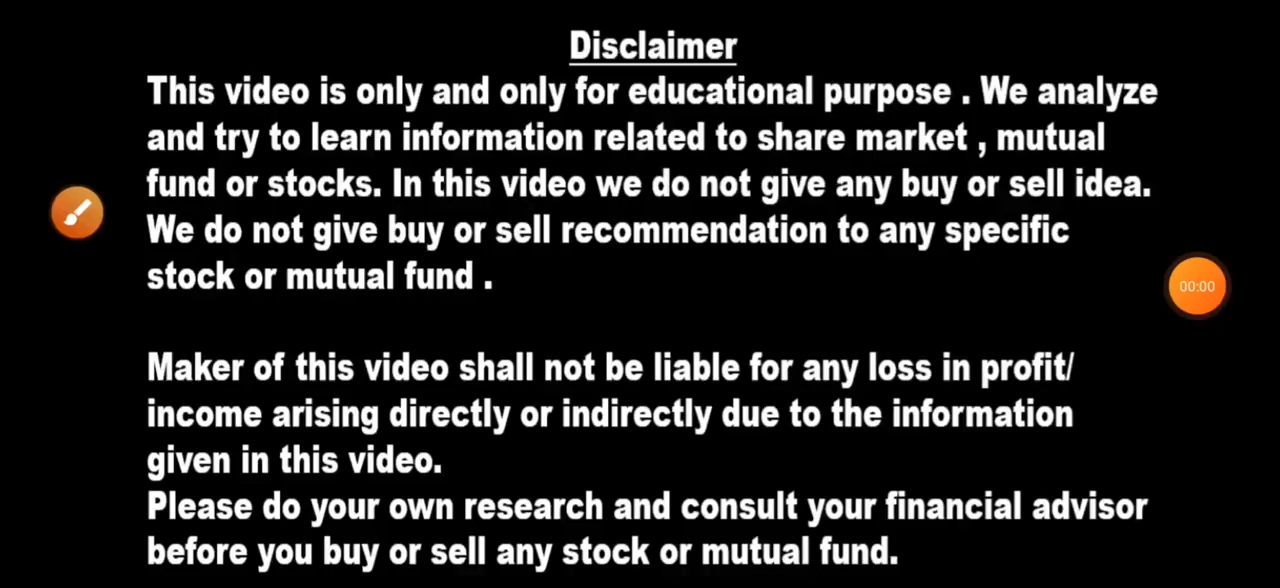 Disclaimer
This video is only and only for educational purpose . We analyze
and try to learn information related to share market , mutual
fund or stocks. In this video we do not give any buy or sell idea.
We do not give buy or sell recommendation to any specific
stock or mutual fund .
00:00
Maker of this video shall not be liable for any loss in profit/
income arising directly or indirectly due to the information
given in this video.
Please do your own research and consult your financial advisor
before you buy or sell any stock or mutual fund.